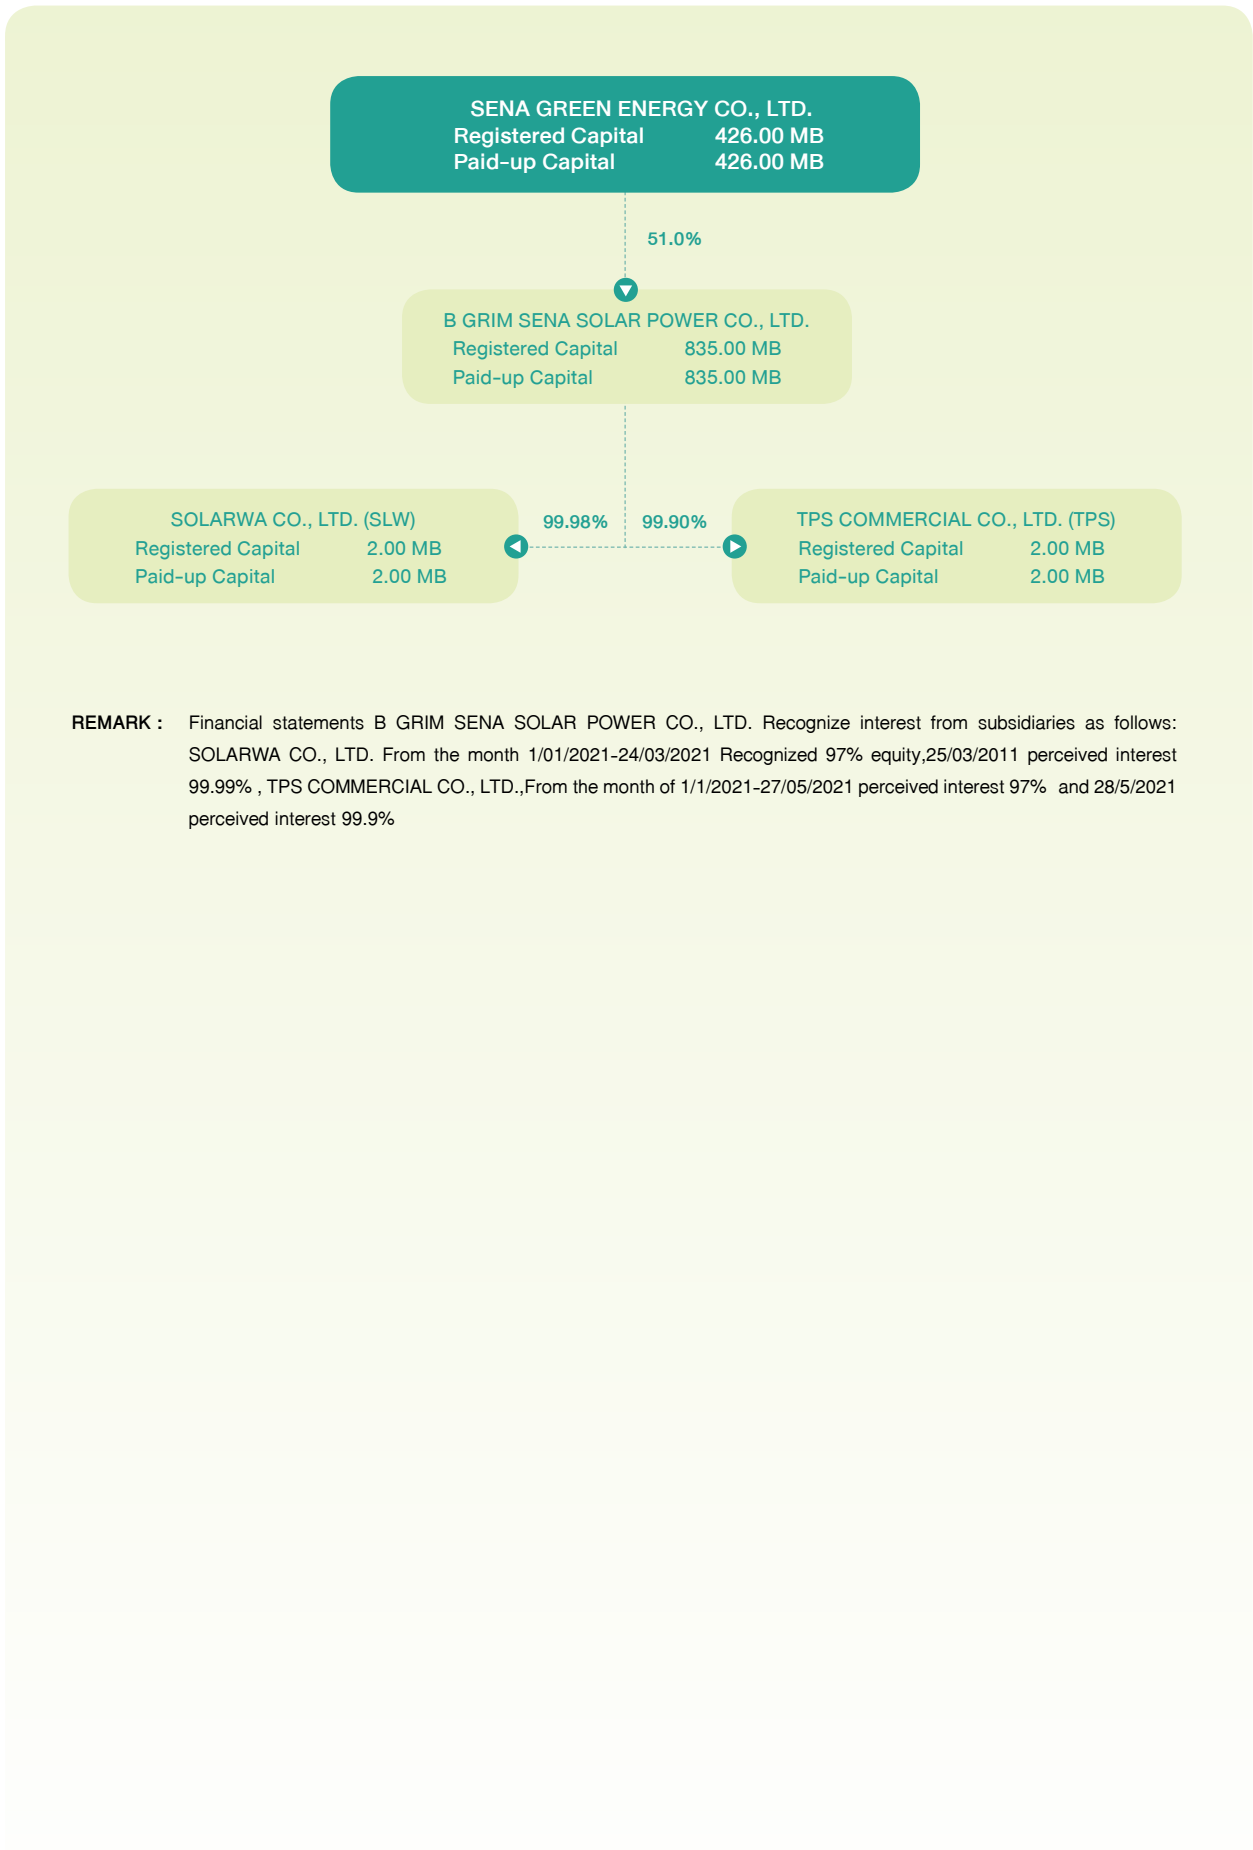 SENA GREEN ENERGY CO., LTD.
Registered Capital 426.00 MB
Paid-up Capital 426.00 MB
51.0%
B GRIM SENA SOLAR POWER CO., LTD.
Registered Capital 835.00 MB
Paid-up Capital 835.00 MB
SOLARWA CO., LTD. (SLW)
Registered Capital 2.00 MB
Paid-up Capital 2.00 MB
99.98% 99.90%
TPS COMMERCIAL CO., LTD. (TPS)
Registered Capital 2.00 MB
Paid-up Capital 2.00 MB
REMARK : Financial statements B GRIM SENA SOLAR POWER CO., LTD. Recognize interest from subsidiaries as follows:
SOLARWA CO., LTD. From the month 1/01/2021-24/03/2021 Recognized 97% equity,25/03/2011 perceived interest
99.99% , TPS COMMERCIAL CO., LTD.,From the month of 1/1/2021-27/05/2021 perceived interest 97% and 28/5/2021
perceived interest 99.9%